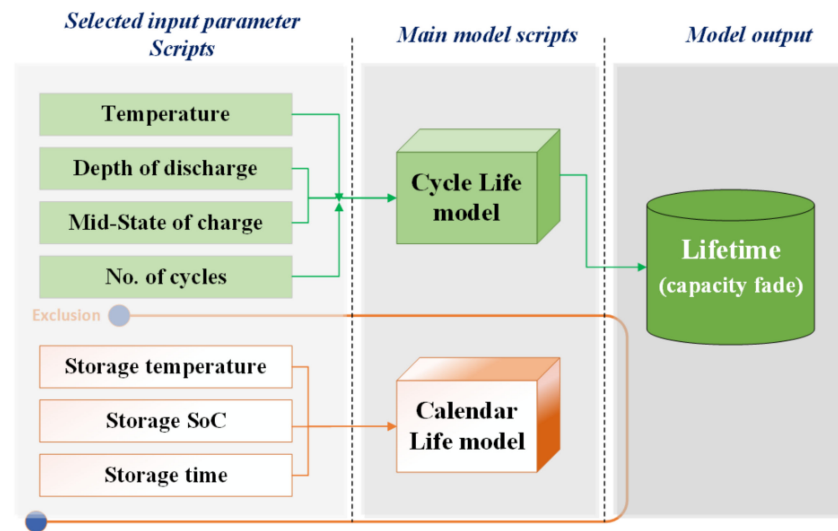 Selected input parameter
Scripts
Main model scripts
Model output
Temperature
Depth of discharge
Mid-State of charge
No. of cycles
Cycle Life
model
Lifetime
(capacity fade)
Exclusion
Storage temperature
Storage SoC
Storage time
Calendar
Life model